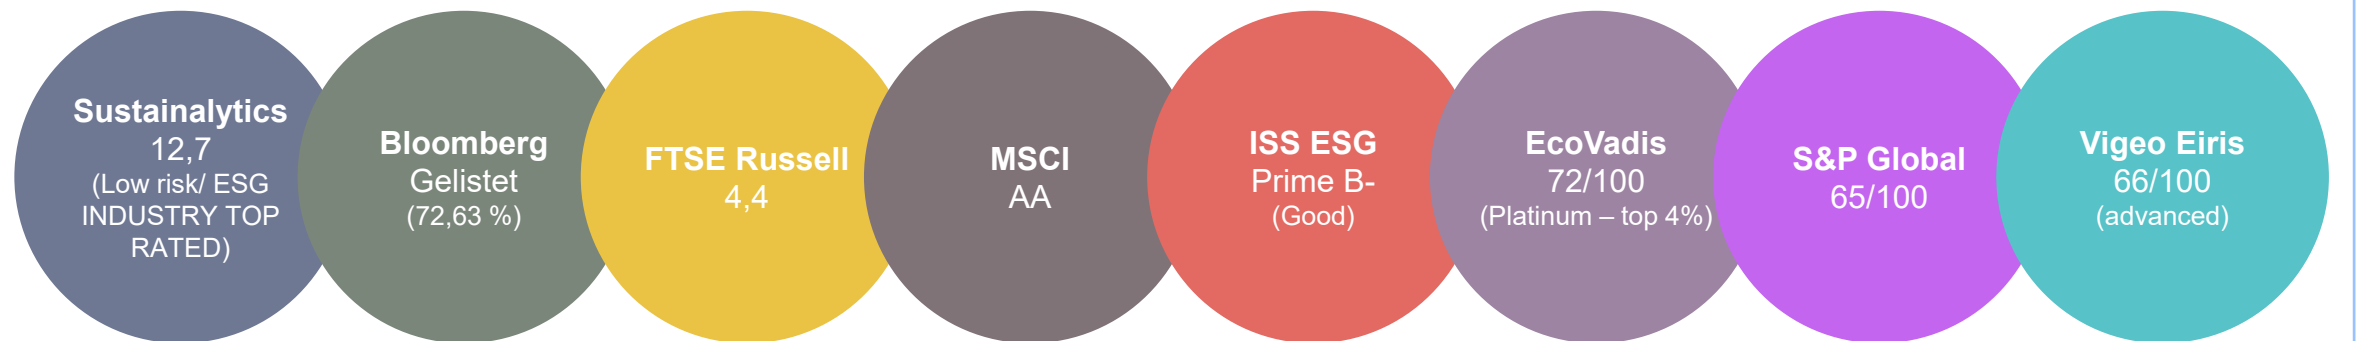 Sustainalytics
12,7
(Low risk/ ESG
INDUSTRY TOP
RATED)
Bloomberg
Gelistet
(72,63 %)
FTSE Russell
4,4
MSCI
AA
ISS ESG
Prime B-
(Good)
EcoVadis
72/100
(Platinum – top 4%)
S&P Global
65/100
Vigeo Eiris
66/100
(advanced)